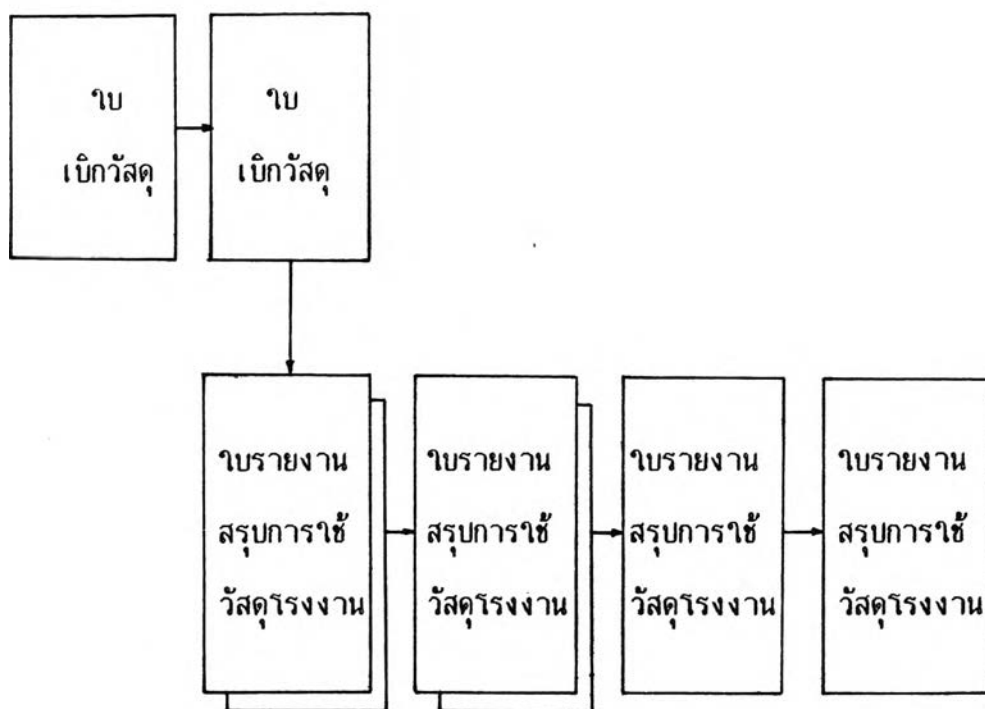 ใบ
เบิกวัสดุ
ใบ
เบิกวัสดุ
ใบรายงาน
สรุปการใช้
วัสดุโรงงาน
ใบรายงาน
สรุปการใช้
วัสดุโรงงาน
ใบรายงาน
สรุปการใช้
วัสดุโรงงาน
ใบรายงาน
สรุปการใช้
วัสดุโรงงาน